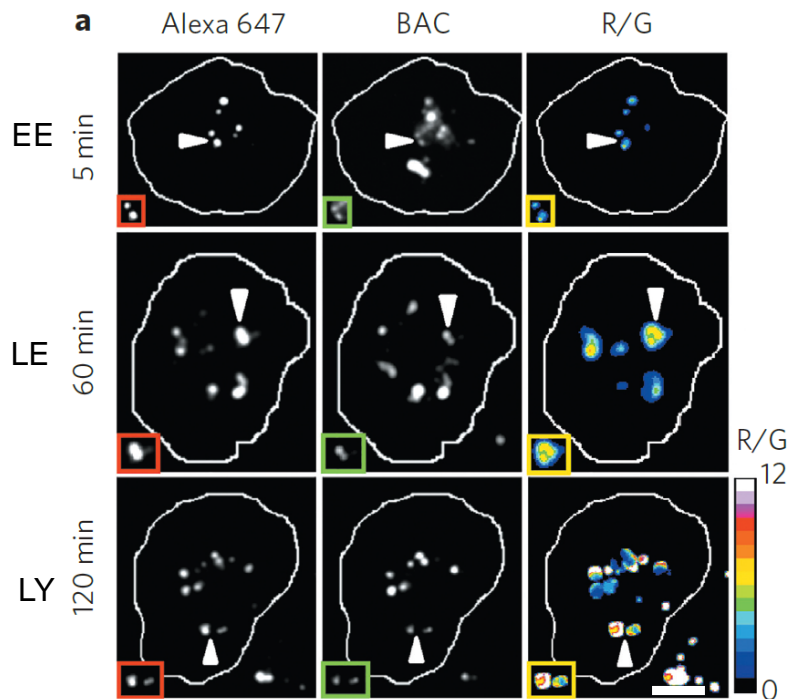 a
Alexa 647 BAC R/G
EE 5 min
LE 60 min
LY 120 min
R/G
12
0